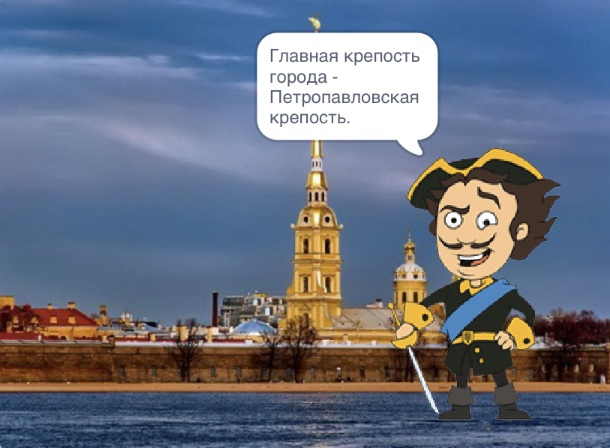 Главная крепость
города -
Петропавловская
крепость.